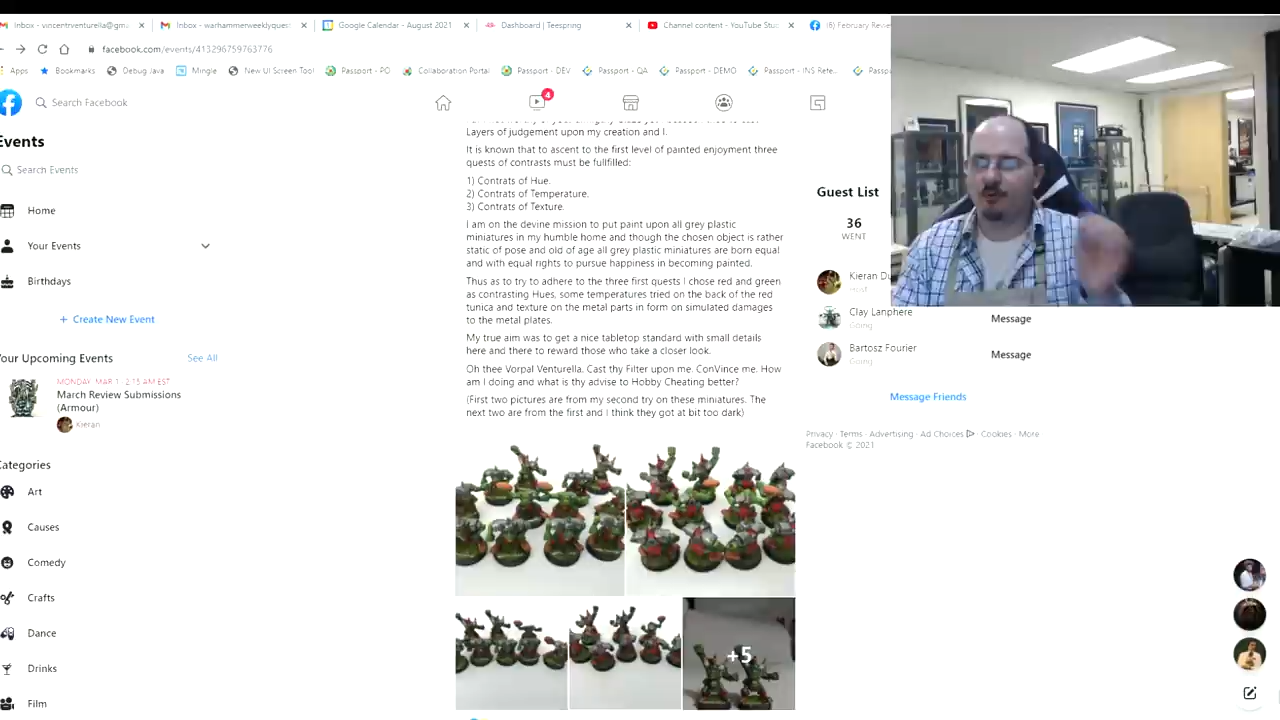 Inbox - vincentrventurella@gma
Inbox - warhammerweeklyques
Google Calendar - August 2021
Dashboard | Teespring
Channel content - YouTube Stu
(6) February Revie
facebook.com/events/413296759763776
Apps
Bookmarks
Debug Java
Mingle
New UI Screen Tool
Passport - PO
Collaboration Portal
Passport - DEV
Passport - QA
Passport - DEMO
Passport - INS Rete...
Pass
Search Facebook
4
Events
Search Events
Home
Your Events
Birthdays
+ Create New Event
Your Upcoming Events
See All
MONDAY, MAR 1, 2:15 AM EST
March Review Submissions
(Armour)
Kieran
Categories
Art
Causes
Comedy
Crafts
Dance
Drinks
Film
Layers of judgement upon my creation and I.
It is known that to ascent to the first level of painted enjoyment three
quests of contrasts must be fullfilled:
1) Contrats of Hue.
2) Contrats of Temperature.
3) Contrats of Texture.
I am on the devine mission to put paint upon all grey plastic
miniatures in my humble home and though the chosen object is rather
static of pose and old of age all grey plastic miniatures are born equal
and with equal rights to pursue happiness in becoming painted.
Thus as to try to adhere to the three first quests I chose red and green
as contrasting Hues, some temperatures tried on the back of the red
tunica and texture on the metal parts in form on simulated damages
to the metal plates.
My true aim was to get a nice tabletop standard with small details
here and there to reward those who take a closer look.
Oh thee Vorpal Venturella. Cast thy Filter upon me. ConVince me. How
am I doing and what is thy advise to Hobby Cheating better?
(First two pictures are from my second try on these miniatures. The
next two are from the first and I think they got at bit too dark)
+5
Guest List
36
WENT
Kieran Du
Host
Clay Lanphere
Going
Message
Bartosz Fourier
Going
Message
Message Friends
Privacy · Terms · Advertising · Ad Choices · Cookies · More
Facebook © 2021